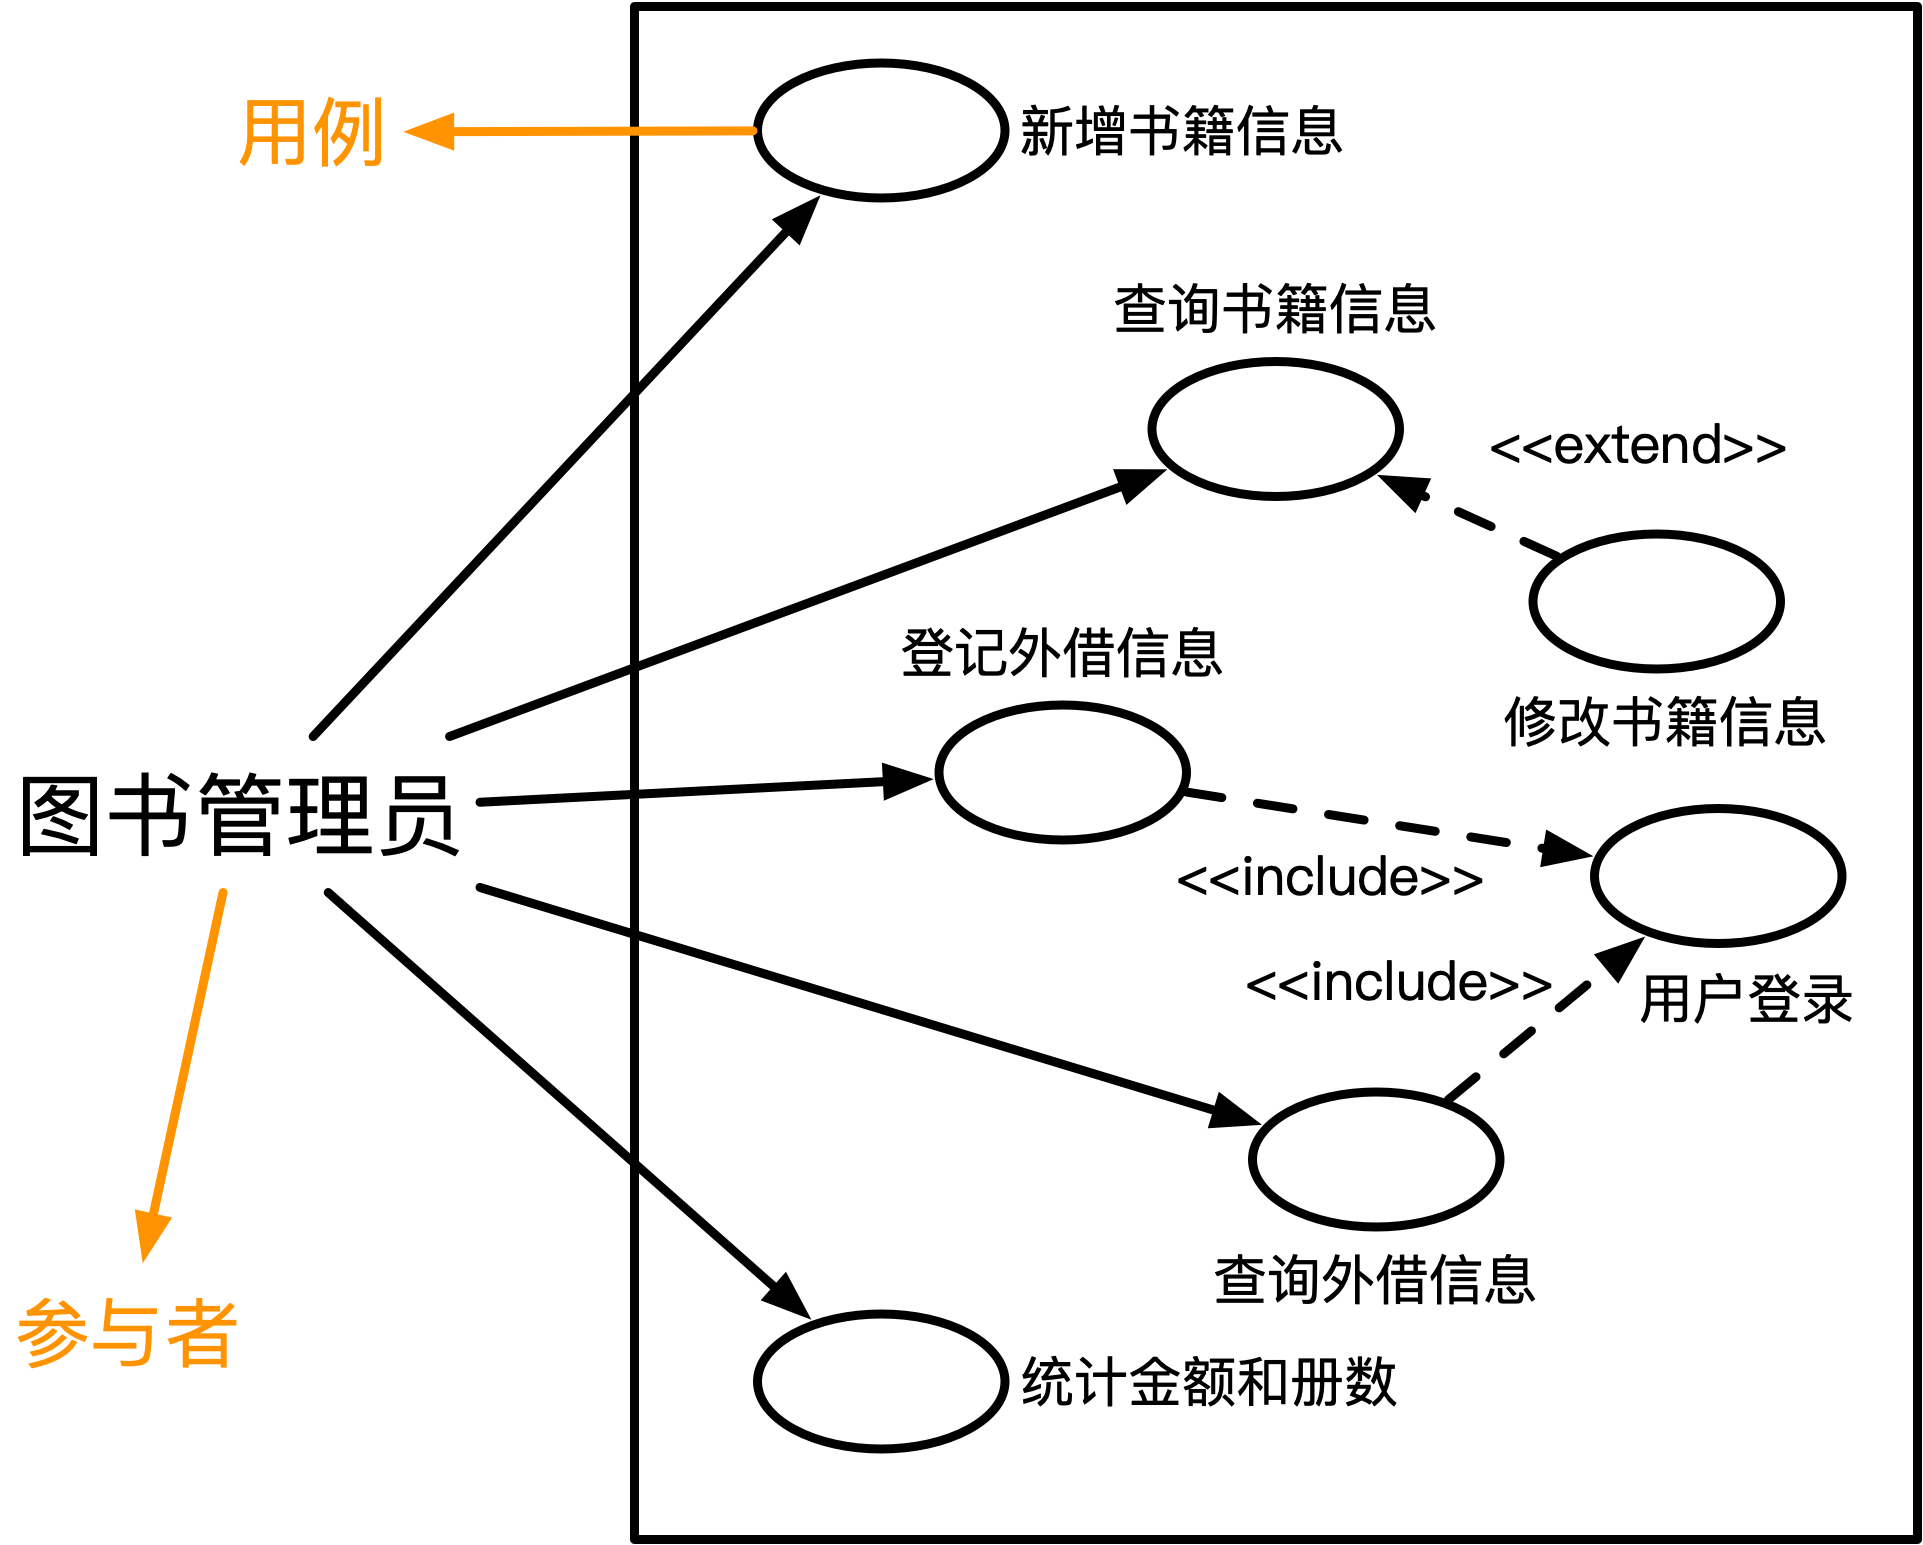 用例
新增书籍信息
查询书籍信息
<<extend>>
登记外借信息
修改书籍信息
图书管理员
<<include>>
<<include>>
用户登录
查询外借信息
参与者
统计金额和册数